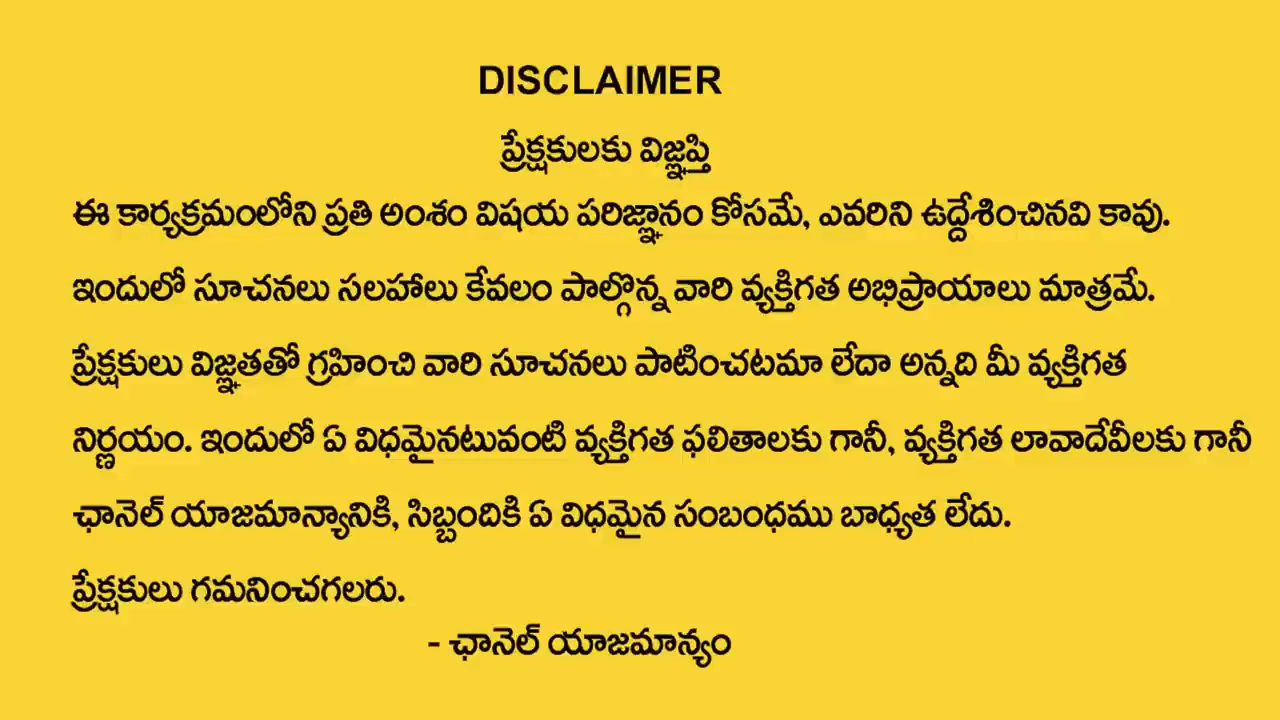 DISCLAIMER
ప్రేక్షకులకు విజ్ఞప్తి
ఈ కార్యక్రమంలోని ప్రతి అంశం విషయ పరిజ్ఞానం కోసమే, ఎవరిని ఉద్దేశించినవి కావు.
ఇందులో సూచనలు సలహాలు కేవలం పాల్గొన్న వారి వ్యక్తిగత అభిప్రాయాలు మాత్రమే.
ప్రేక్షకులు విజ్ఞతతో గ్రహించి వారి సూచనలు పాటించటమా లేదా అన్నది మీ వ్యక్తిగత
నిర్ణయం. ఇందులో ఏ విధమైనటువంటి వ్యక్తిగత ఫలితాలకు గానీ, వ్యక్తిగత లావాదేవీలకు గానీ
ఛానెల్ యాజమాన్యానికి, సిబ్బందికి ఏ విధమైన సంబంధము బాధ్యత లేదు.
ప్రేక్షకులు గమనించగలరు.
- ఛానెల్ యాజమాన్యం